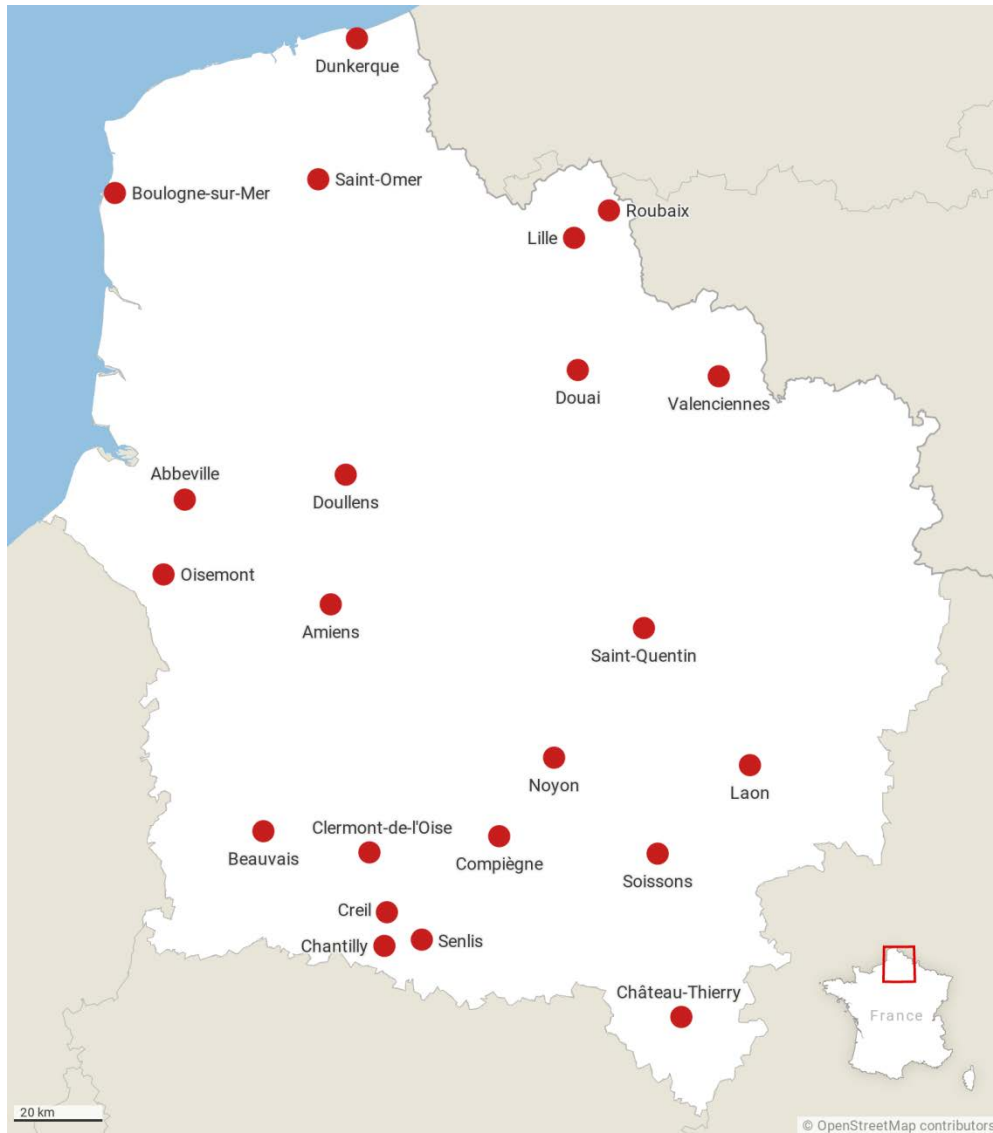 Dunkerque
Saint-Omer
Boulogne-sur-Mer
Roubaix
Lille
Douai
Valenciennes
Abbeville
Doullens
Oisemont
Amiens
Saint-Quentin
Noyon
Laon
Clermont-de-l'Oise
Beauvais
Compiègne
Soissons
Creil
Senlis
Chantilly
Château-Thierry
France
20 km
© OpenStreetMap contributors